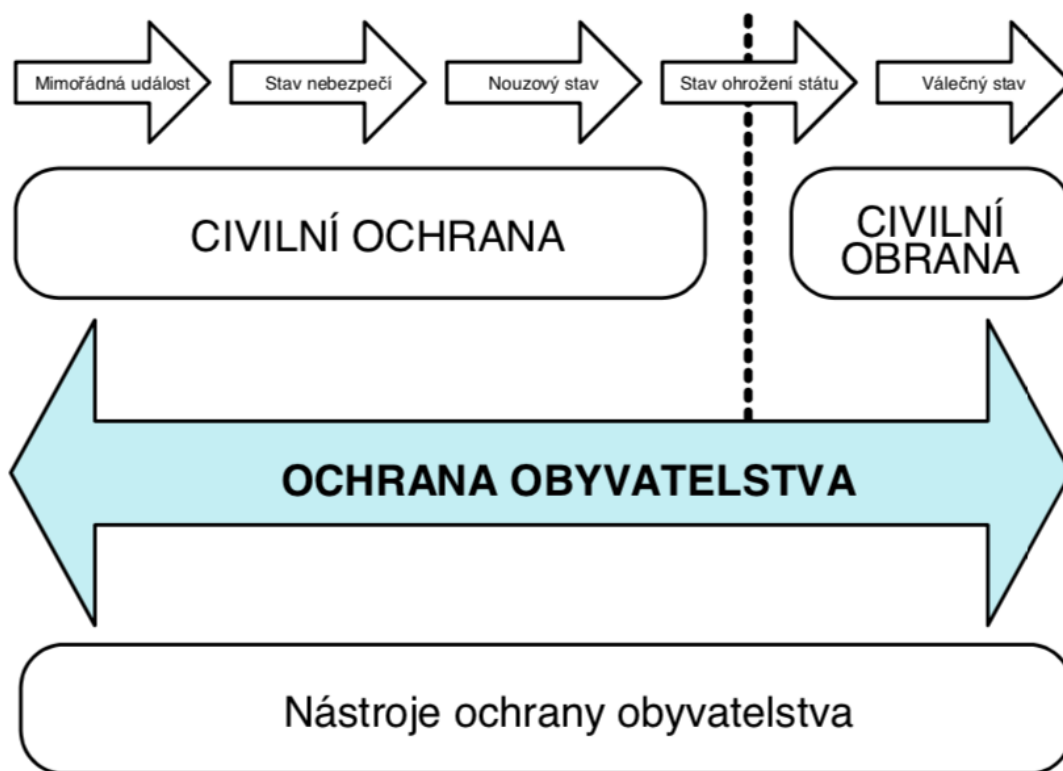 Mimořádná událost
Stav nebezpečí
Nouzový stav
Stav ohrožení státu
Válečný stav
CIVILNÍ OCHRANA
CIVILNÍ
OBRANA
OCHRANA OBYVATELSTVA
Nástroje ochrany obyvatelstva